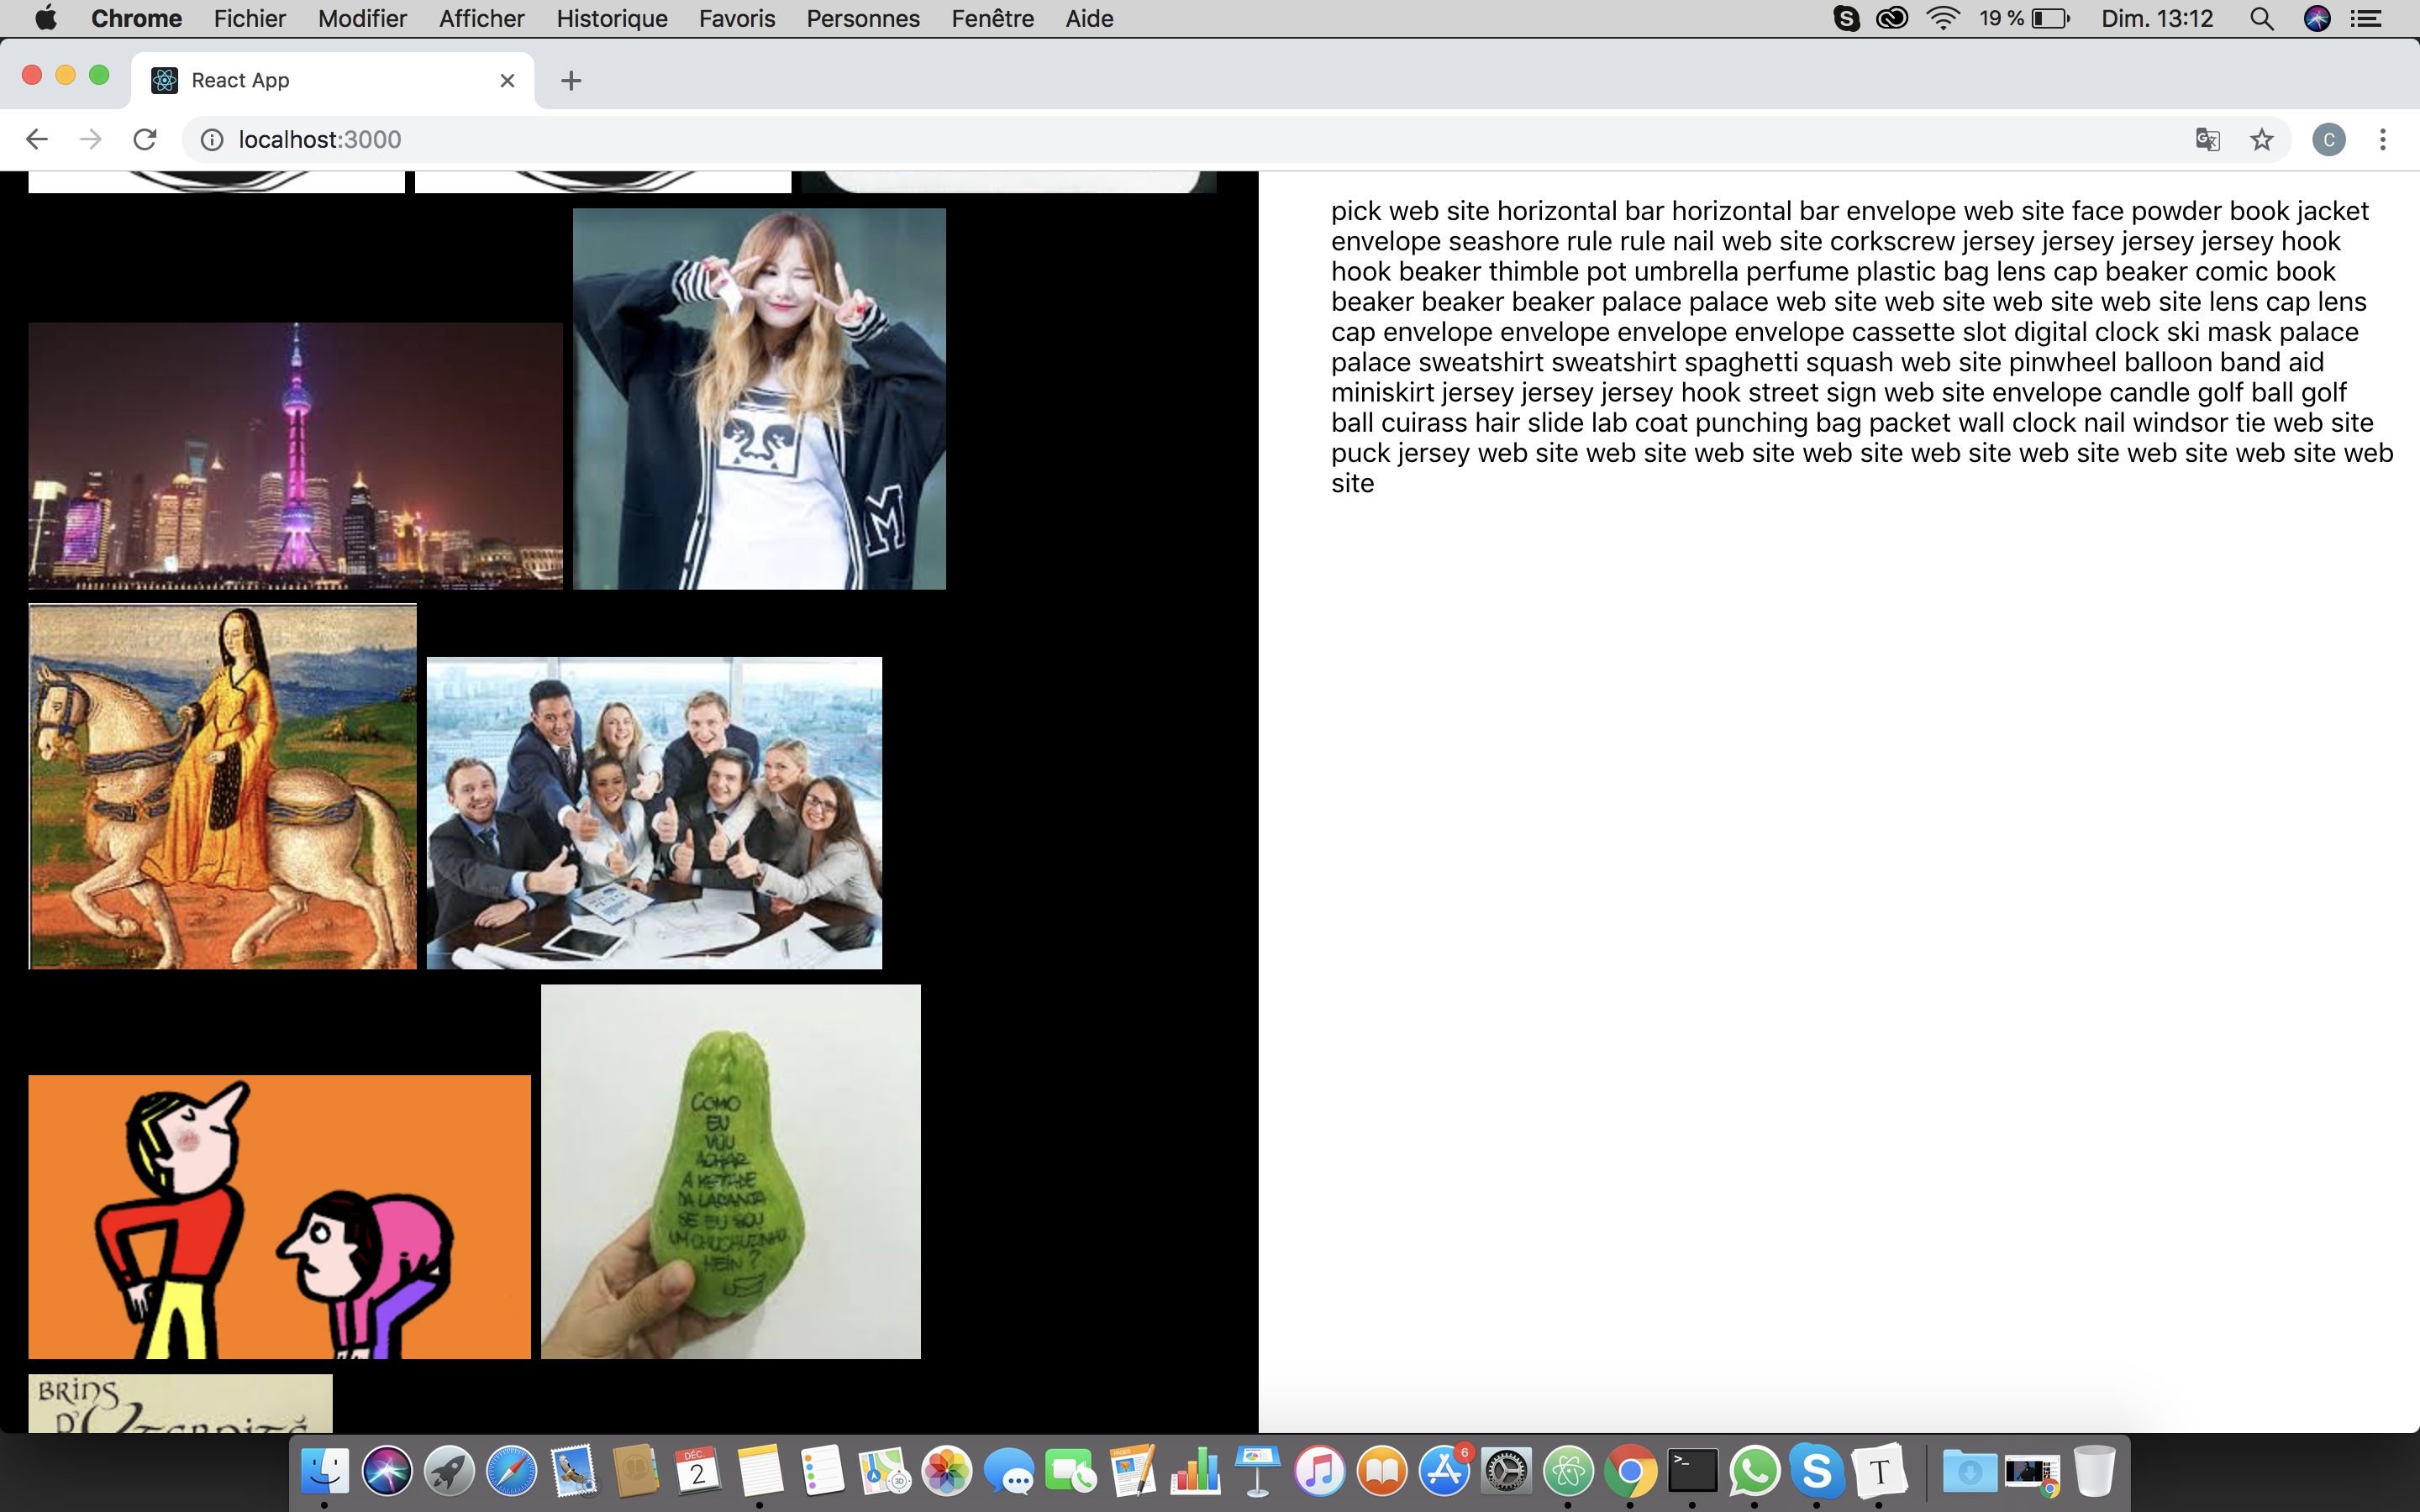 Chrome Fichier Modifier Afficher Historique Favoris Personnes Fenêtre Aide 19 % Dim. 13:12
React App
localhost:3000
C
pick web site horizontal bar horizontal bar envelope web site face powder book jacket
envelope seashore rule rule nail web site corkscrew jersey jersey jersey jersey hook
hook beaker thimble pot umbrella perfume plastic bag lens cap beaker comic book
beaker beaker beaker palace palace web site web site web site web site lens cap lens
cap envelope envelope envelope envelope cassette slot digital clock ski mask palace
palace sweatshirt sweatshirt spaghetti squash web site pinwheel balloon band aid
miniskirt jersey jersey jersey hook street sign web site envelope candle golf ball golf
ball cuirass hair slide lab coat punching bag packet wall clock nail windsor tie web site
puck jersey web site web site web site web site web site web site web site web site web
site
M
COMO
EU
VOU
ACHAR
A METADE
DA LARANJA
SE EU SOU
UM CHUCHUZINHO,
HEIN?
BRINS
D'
DÉC.
2
3D
PAGES
6
>_
S
T